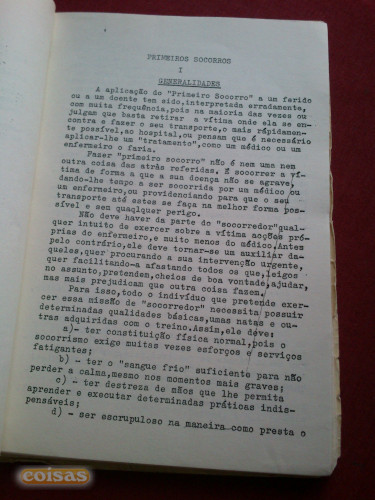 PRIMEIROS SOCORROS
I
GENERALIDADES
A aplicação de "Primeiro Socorro" a um ferido
ou a um doente tem sido,interpretada erradamente,
com muita frequência,pois na maioria das vezes ou
julgam que basta retirar a vítima onde ela se en-
contra e fazer o seu transporte,o mais rápidamen-
te possível,ao hospital,ou pensam que é necessário
aplicar-lhe um "tratamento",como um médico ou um
enfermeiro o faria.
Fazer "primeiro socorro" não é nem uma nem
outra coisa das atrás referidas. É socorrer a ví-
tima de forma a que a sua doença não se agrave,
dando-lhe tempo a ser socorrida por um médico ou
um enfermeiro,ou providenciando para que o seu
transporte até estes se faça na melhor forma pos-
sível e sem qualquer perigo.
Não deve haver da parte do "socorredor"qual-
quer intuito de exercer sobre a vítima acções pró-
prias do enfermeiro,e muito menos do médico.Antes
pelo contrário,ele deve tornar-se um auxiliar da-
queles,quer procurando a sua intervenção urgente,
quer facilitando-a afastando todos os que,leigos
no assunto,pretendem,cheios de boa vontade,ajudar,
mas mais prejudicam que outra coisa fazem.
Para isso,todo o indivíduo que pretende exer-
cer essa missão de "socorredor" necessita possuir
determinadas qualidades básicas,umas natas e ou-
tras adquiridas com o treino.Assim,ele deve:
a)- ter constituição física normal,pois o
socorrismo exige muitas vezes esforços e serviços
fatigantes;
b) - ter o "sangue frio" suficiente para não
perder a calma,mesmo nos momentos mais graves;
c) - ter destreza de mãos que lhe permita
aprender e executar determinadas práticas indis-
pensáveis;
d) - ser escrupuloso na maneira como presta o
coisas